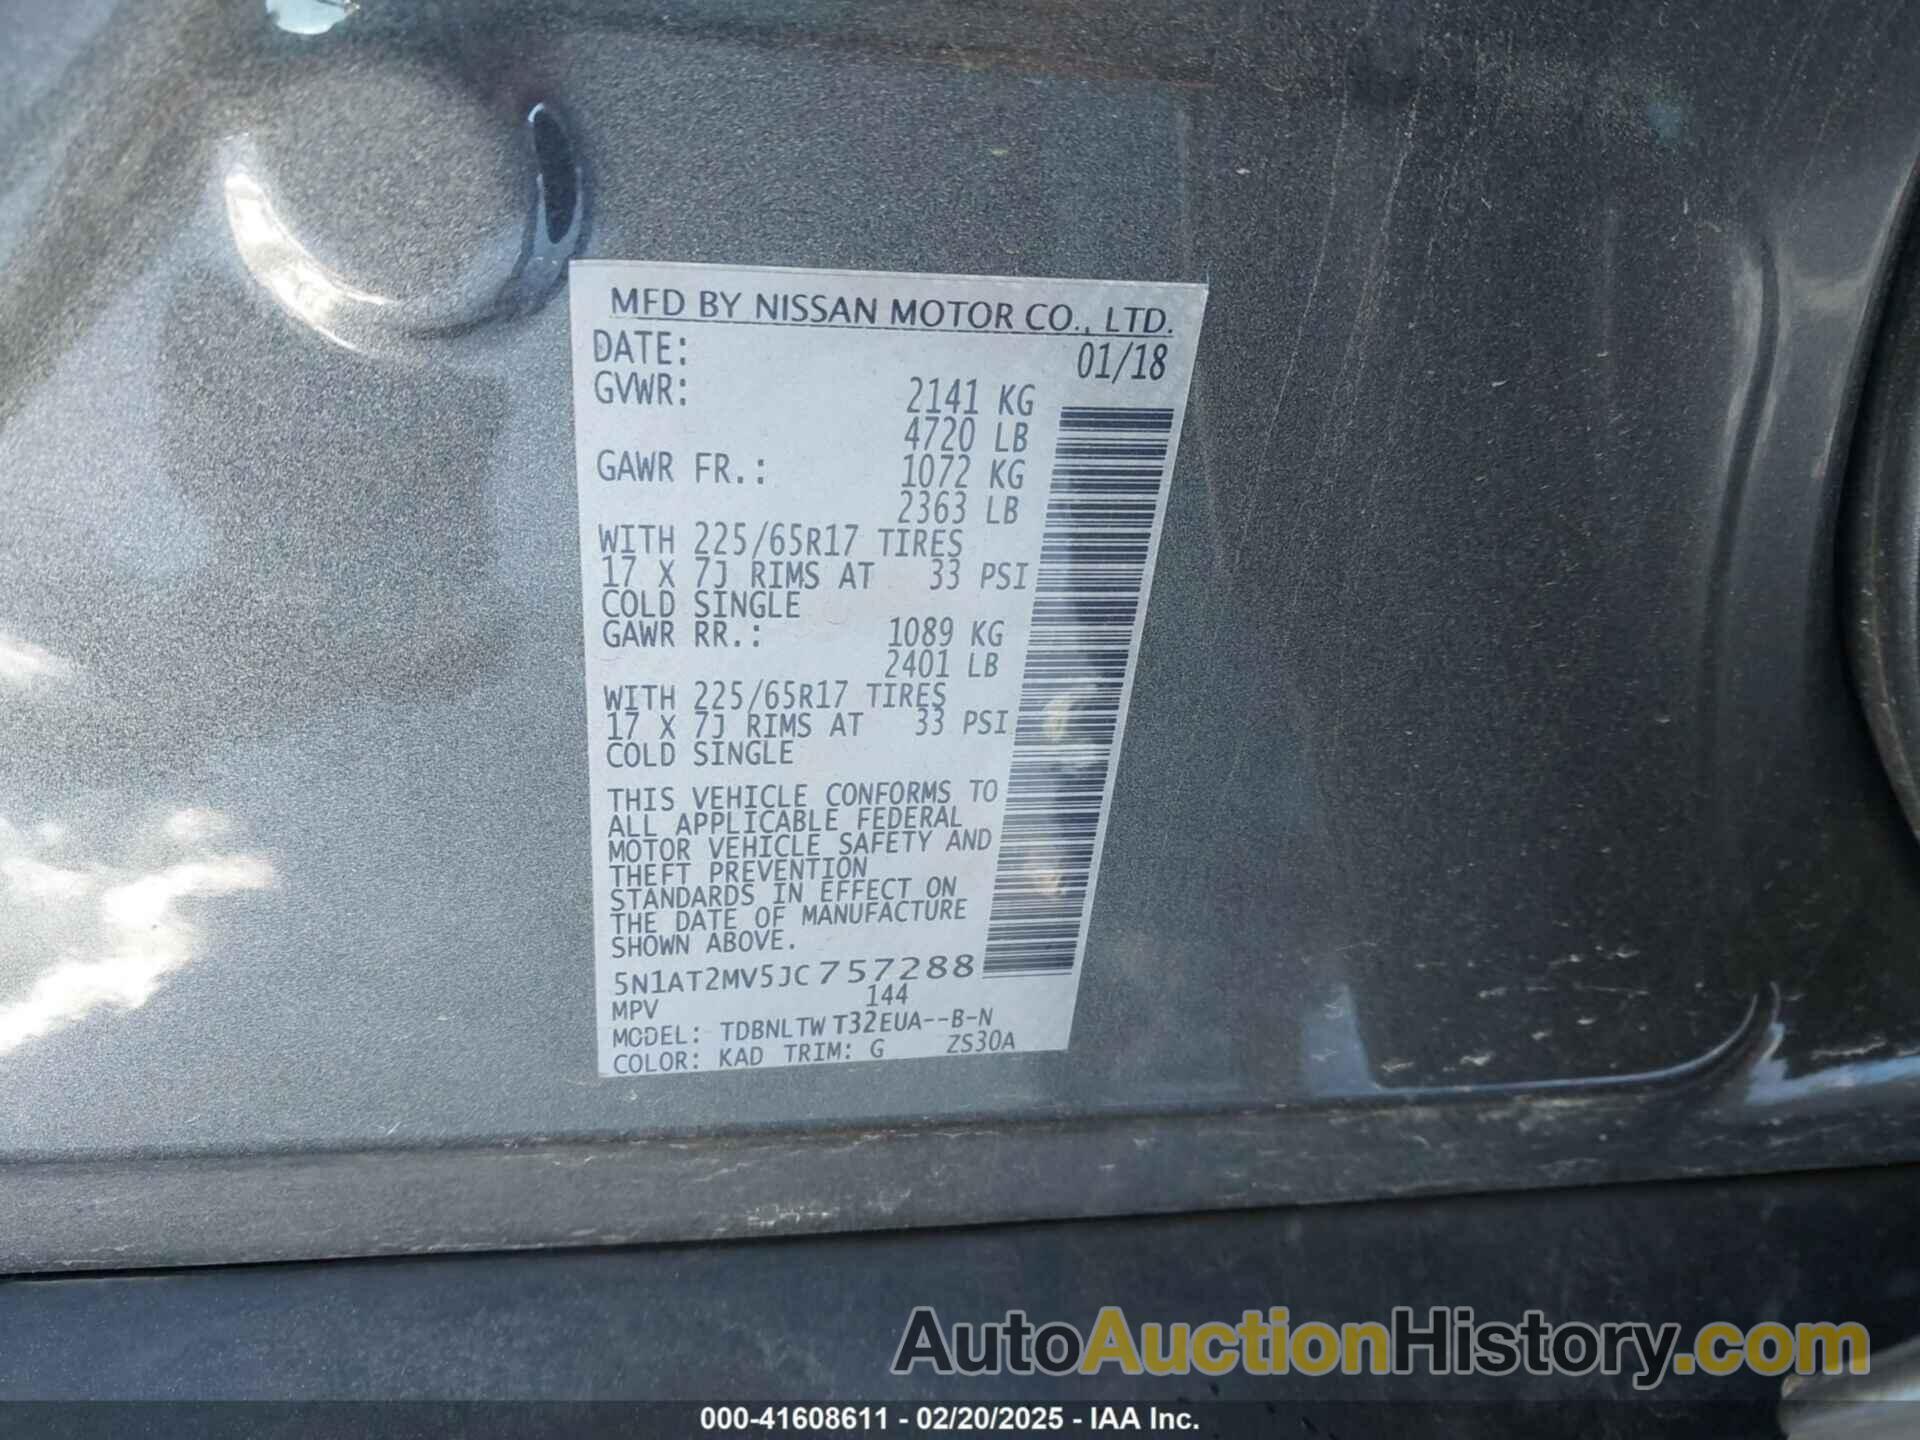 MFD BY NISSAN MOTOR CO., LTD.
DATE: 01/18
GVWR: 2141 KG
4720 LB
GAWR FR.: 1072 KG
2363 LB
WITH 225/65R17 TIRES
17 X 7J RIMS AT 33 PSI
COLD SINGLE
GAWR RR.: 1089 KG
2401 LB
WITH 225/65R17 TIRES
17 X 7J RIMS AT 33 PSI
COLD SINGLE
THIS VEHICLE CONFORMS TO
ALL APPLICABLE FEDERAL
MOTOR VEHICLE SAFETY AND
THEFT PREVENTION
STANDARDS IN EFFECT ON
THE DATE OF MANUFACTURE
SHOWN ABOVE.
5N1AT2MV5JC757288
MPV 144
MODEL: TDBNLTW T32EUA--B-N
COLOR: KAD TRIM: G ZS30A
AutoAuctionHistory.com
000-41608611 - 02/20/2025 - IAA Inc.